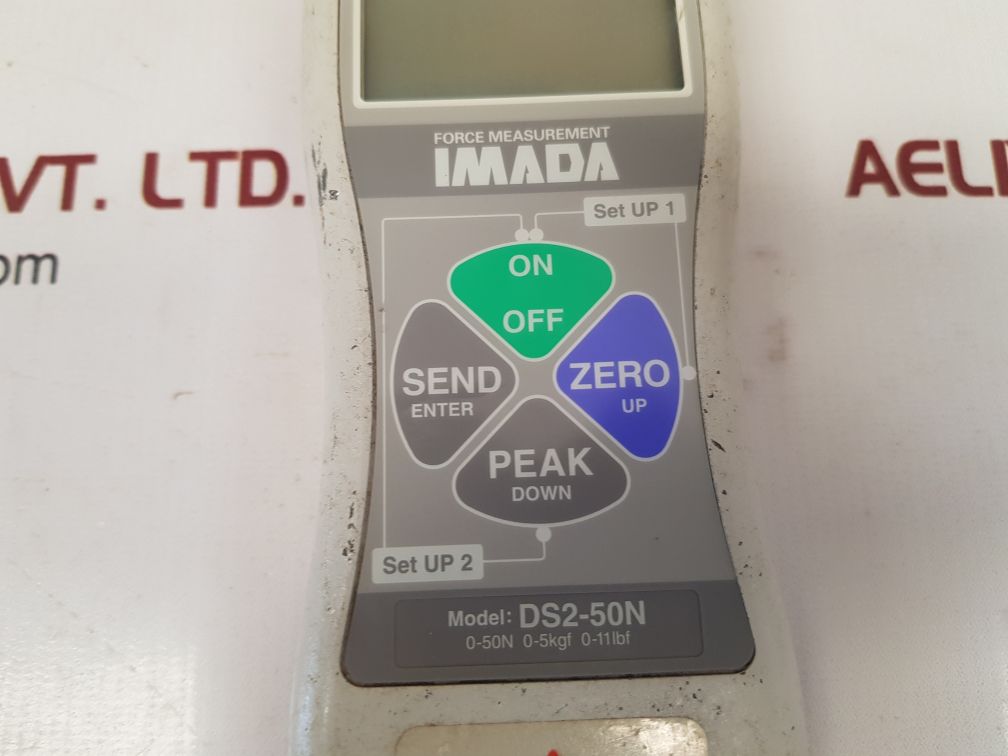 FORCE MEASUREMENT
IMADA
VT. LTD.
AELI
om
Set UP 1
ON
OFF
SEND
ENTER
ZERO
UP
PEAK
DOWN
Set UP 2
Model: DS2-50N
0-50N 0-5kgf 0-11lbf